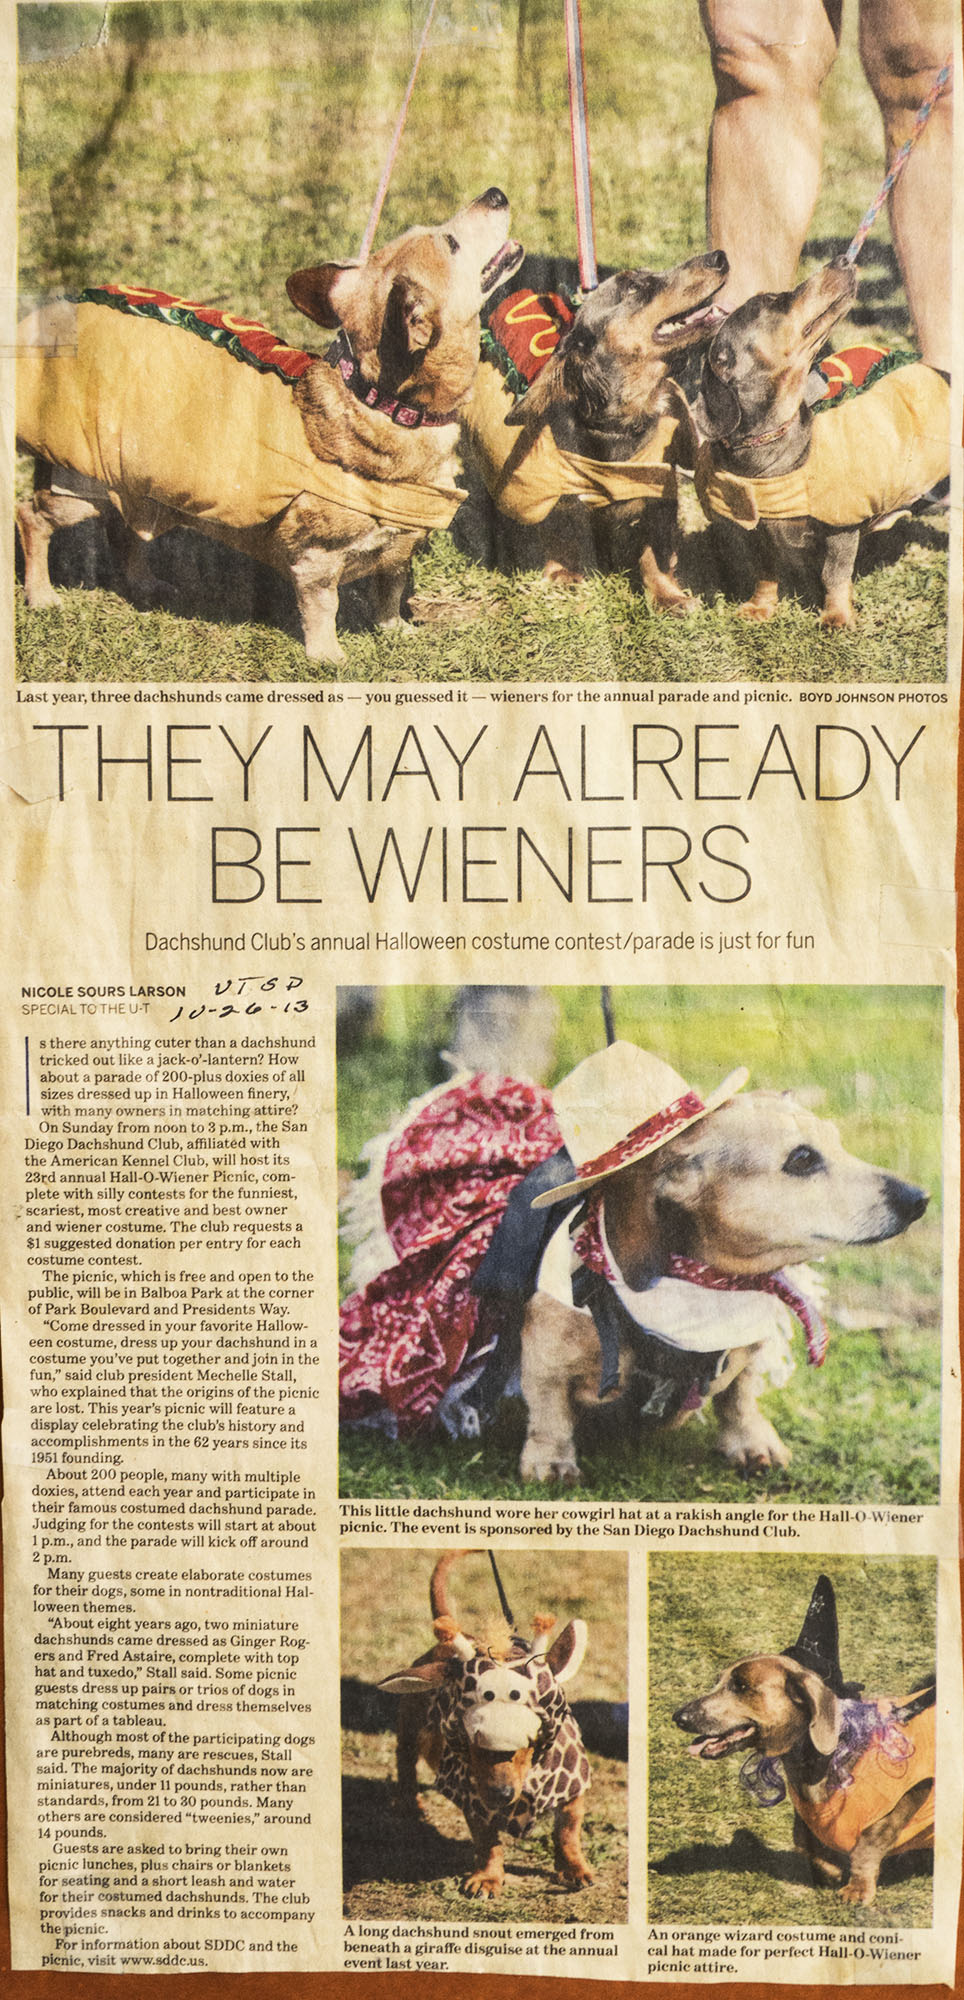 Last year, three dachshunds came dressed as — you guessed it — wieners for the annual parade and picnic. BOYD JOHNSON PHOTOS
THEY MAY ALREADY
BE WIENERS
Dachshund Club's annual Halloween costume contest/parade is just for fun
NICOLE SOURS LARSON
SPECIAL TO THE U-T
UTSD
10-26-13
Is there anything cuter than a dachshund
tricked out like a jack-o'-lantern? How
about a parade of 200-plus doxies of all
sizes dressed up in Halloween finery,
with many owners in matching attire?
On Sunday from noon to 3 p.m., the San
Diego Dachshund Club, affiliated with
the American Kennel Club, will host its
23rd annual Hall-O-Wiener Picnic, com-
plete with silly contests for the funniest,
scariest, most creative and best owner
and wiener costume. The club requests a
$1 suggested donation per entry for each
costume contest.
The picnic, which is free and open to the
public, will be in Balboa Park at the corner
of Park Boulevard and Presidents Way.
“Come dressed in your favorite Hallow-
een costume, dress up your dachshund in a
costume you've put together and join in the
fun,” said club president Mechelle Stall,
who explained that the origins of the picnic
are lost. This year's picnic will feature a
display celebrating the club's history and
accomplishments in the 62 years since its
1951 founding.
About 200 people, many with multiple
doxies, attend each year and participate in
their famous costumed dachshund parade.
Judging for the contests will start at about
1 p.m., and the parade will kick off around
2 p.m.
Many guests create elaborate costumes
for their dogs, some in nontraditional Hal-
loween themes.
“About eight years ago, two miniature
dachshunds came dressed as Ginger Rog-
ers and Fred Astaire, complete with top
hat and tuxedo,” Stall said. Some picnic
guests dress up pairs or trios of dogs in
matching costumes and dress themselves
as part of a tableau.
Although most of the participating dogs
are purebreds, many are rescues, Stall
said. The majority of dachshunds now are
miniatures, under 11 pounds, rather than
standards, from 21 to 30 pounds. Many
others are considered “tweenies,” around
14 pounds.
Guests are asked to bring their own
picnic lunches, plus chairs or blankets
for seating and a short leash and water
for their costumed dachshunds. The club
provides snacks and drinks to accompany
the picnic.
For information about SDDC and the
picnic, visit www.sddc.us.
This little dachshund wore her cowgirl hat at a rakish angle for the Hall-O-Wiener
picnic. The event is sponsored by the San Diego Dachshund Club.
A long dachshund snout emerged from
beneath a giraffe disguise at the annual
event last year.
An orange wizard costume and coni-
cal hat made for perfect Hall-O-Wiener
picnic attire.